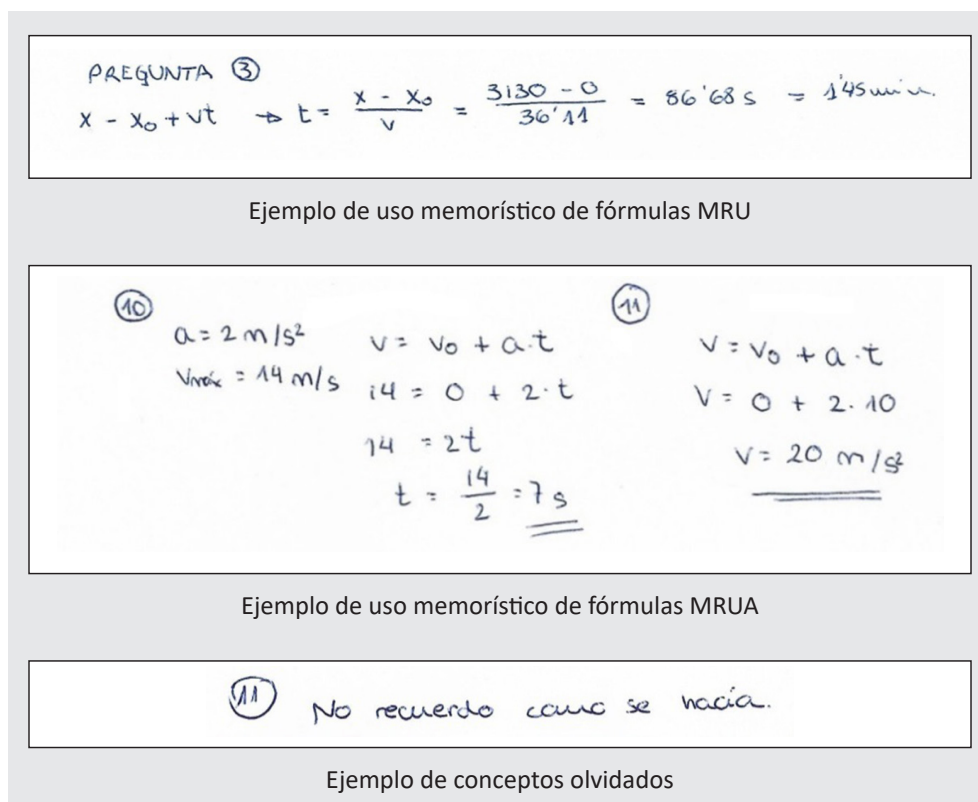 PREGUNTA ③
x - x₀ + vt → t = \frac{x - x₀}{v} = \frac{3130 - 0}{36'11} = 86'68 s = 1'45 min.
Ejemplo de uso memorístico de fórmulas MRU
⑩
a = 2 m/s²
Vmáx = 14 m/s
v = v₀ + a·t
14 = 0 + 2·t
14 = 2t
t = \frac{14}{2} = 7 s
⑪
v = v₀ + a·t
v = 0 + 2·10
v = 20 m/s²
Ejemplo de uso memorístico de fórmulas MRUA
⑪ No recuerdo como se hacía.
Ejemplo de conceptos olvidados